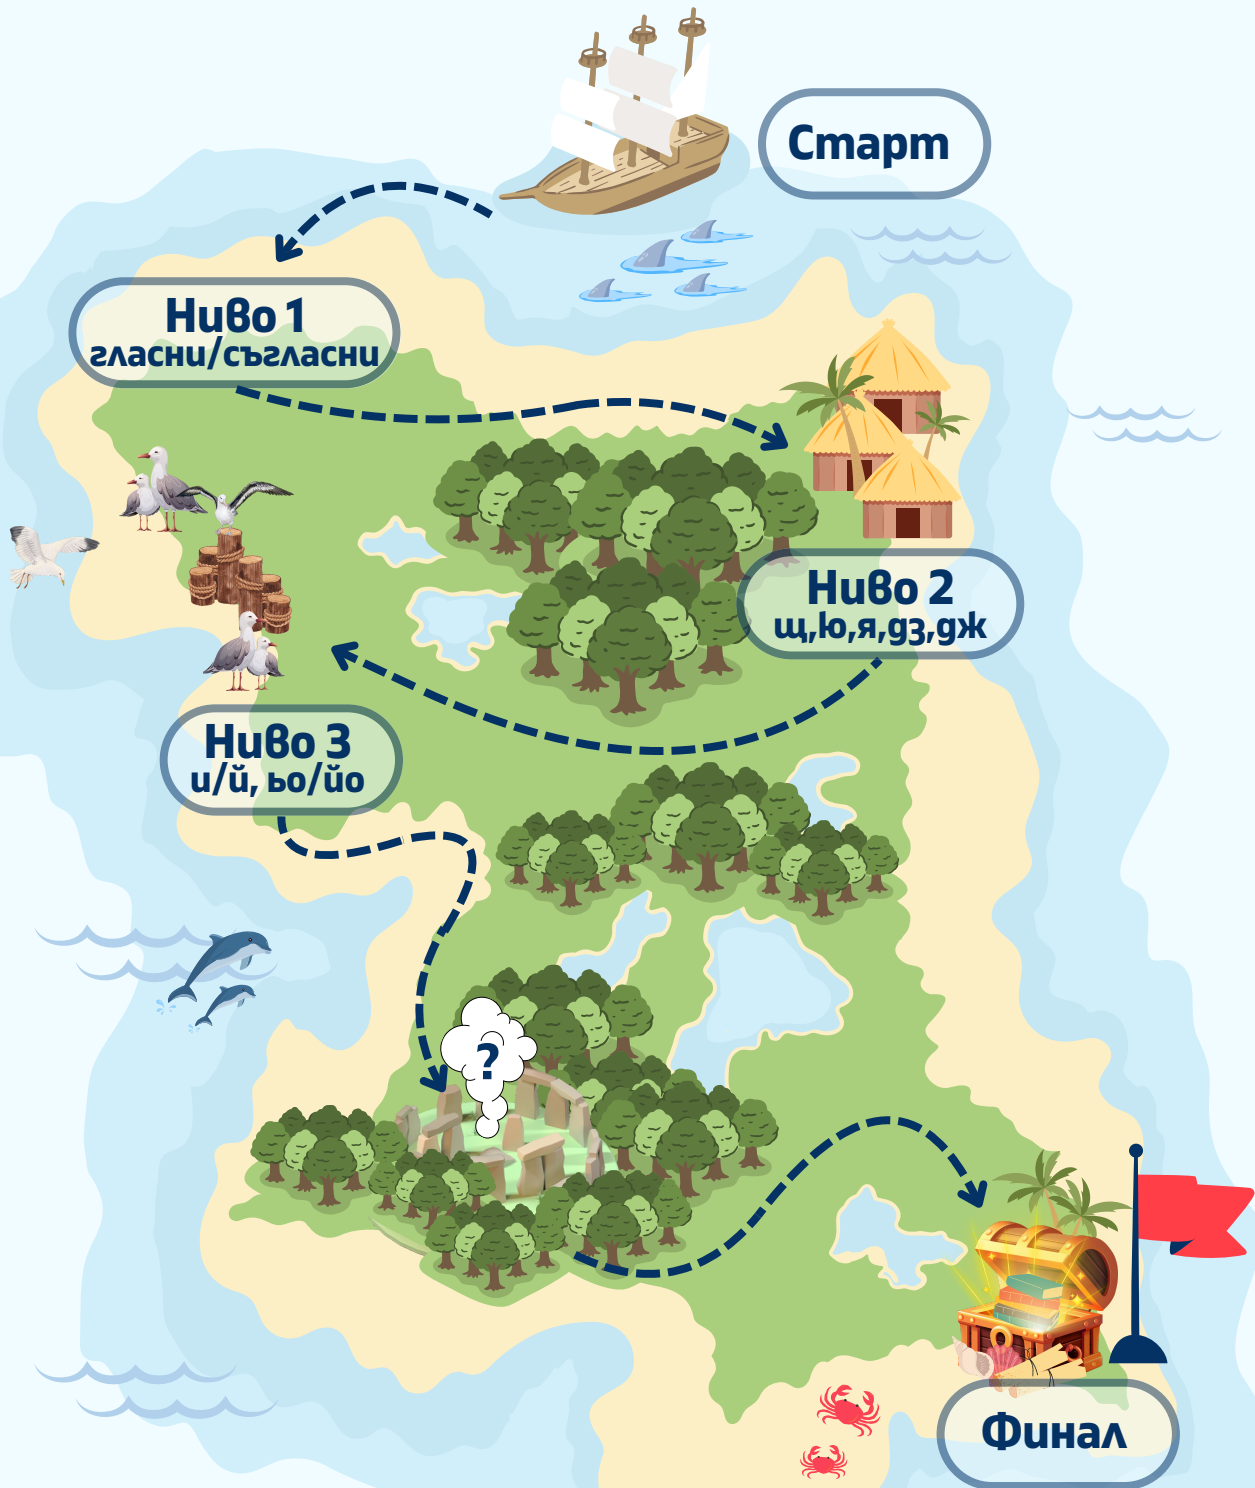 Старт
Ниво 1
гласни/съгласни
Ниво 2
щ,ю,я,дз,дж
Ниво 3
и/й, ьо/йо
?
Финал